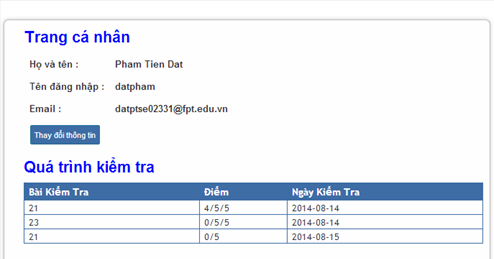 Trang cá nhân
Họ và tên : Pham Tien Dat
Tên đăng nhập : datpham
Email : datptse02331@fpt.edu.vn
Thay đổi thông tin
Quá trình kiểm tra
Bài Kiểm Tra Điểm Ngày Kiểm Tra
21 4/5/5 2014-08-14
23 0/5/5 2014-08-14
21 0/5 2014-08-15